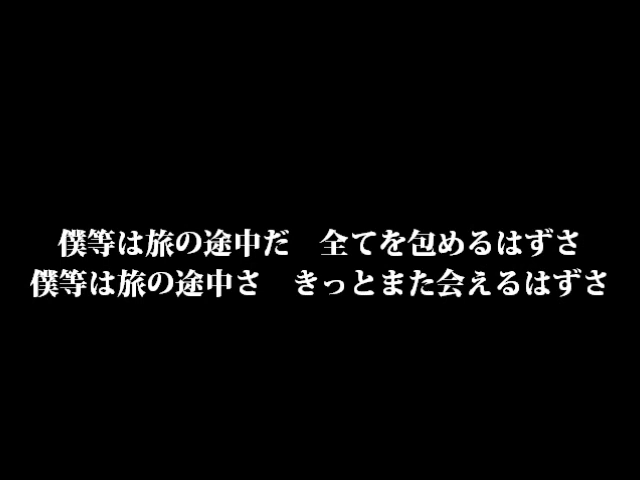 僕等は旅の途中だ　全てを包めるはずさ
僕等は旅の途中さ　きっとまた会えるはずさ